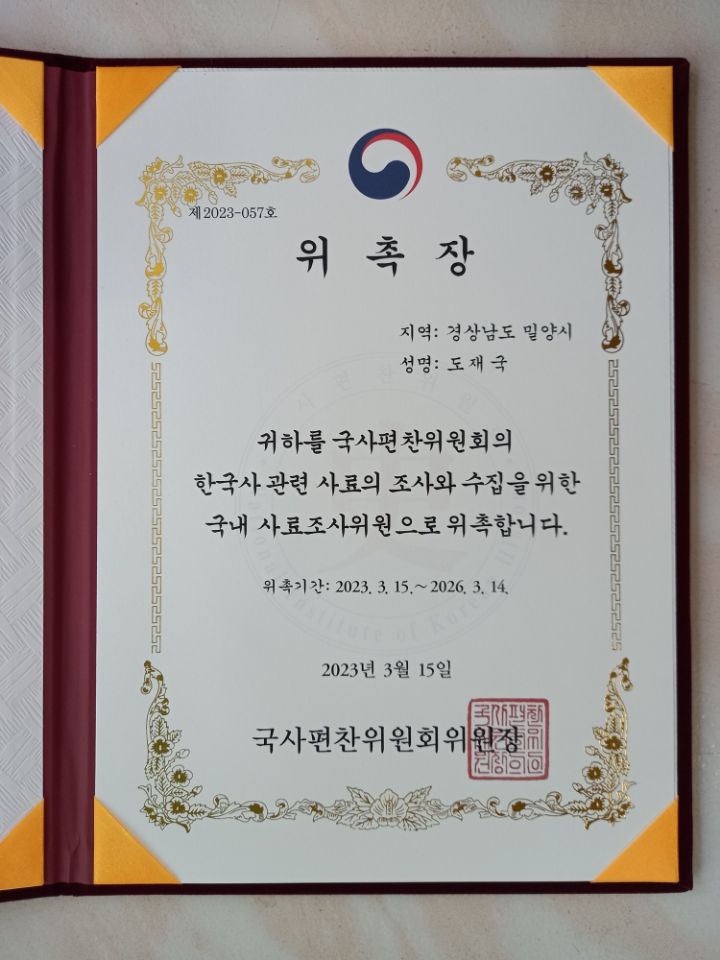 제2023-057호
위 촉 장
지역: 경상남도 밀양시
성명: 도재국
귀하를 국사편찬위원회의
한국사 관련 사료의 조사와 수집을 위한
국내 사료조사위원으로 위촉합니다.
위촉기간: 2023. 3. 15.~2026. 3. 14.
2023년 3월 15일
국사편찬위원회위원장